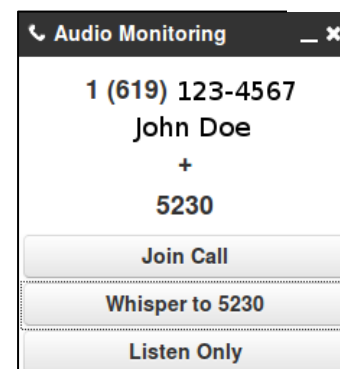 Audio Monitoring
1 (619) 123-4567
John Doe
+
5230
Join Call
Whisper to 5230
Listen Only